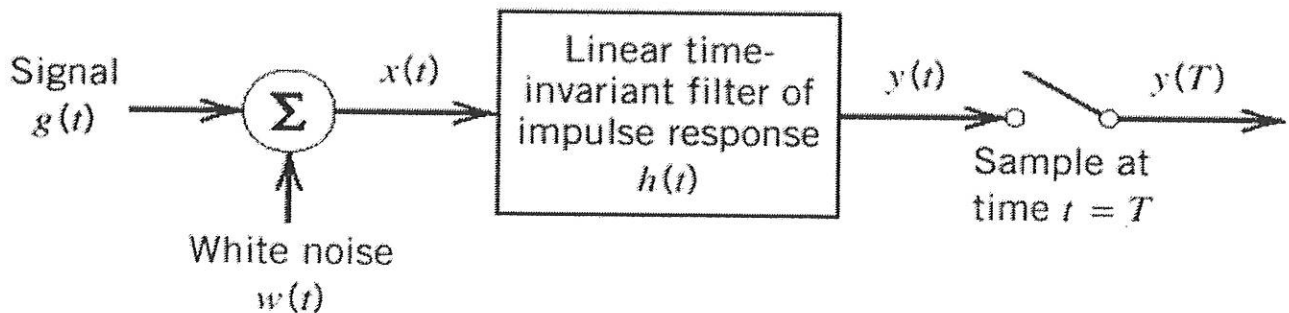 Signal
g(t)
Σ
x(t)
Linear time-
invariant filter of
impulse response
h(t)
y(t)
y(T)
Sample at
time t = T
White noise
w(t)